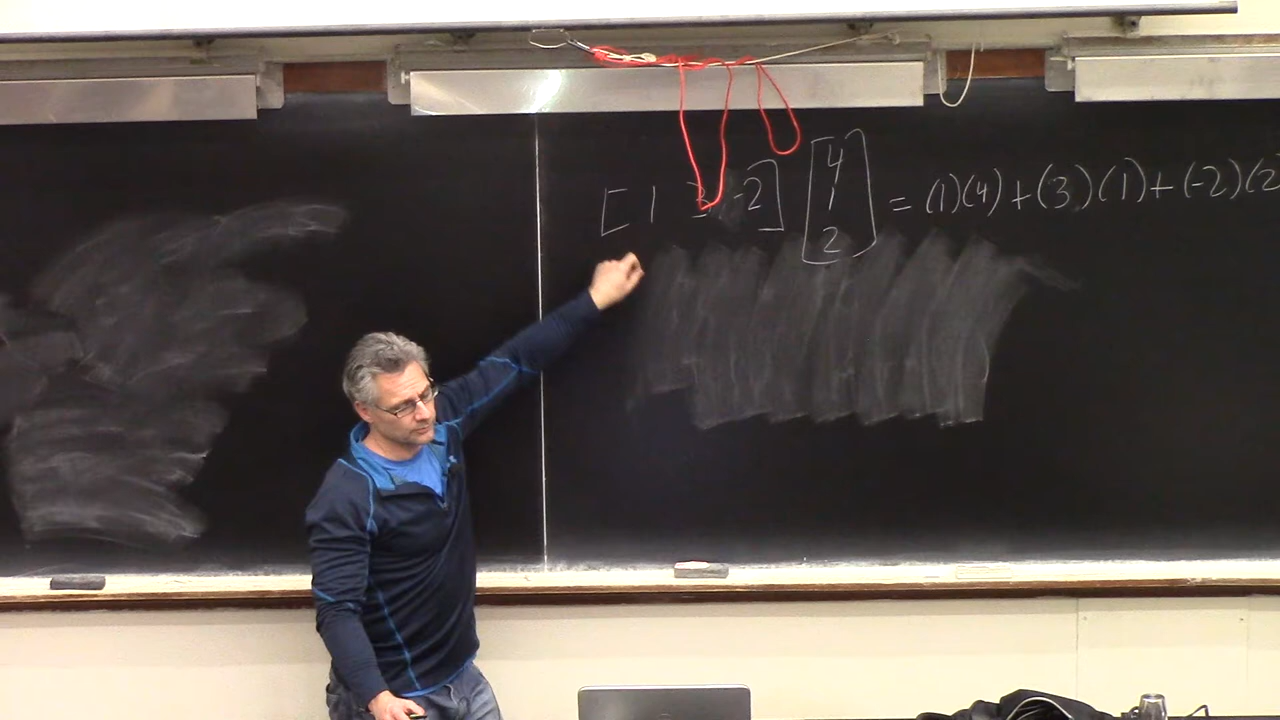 [ 1 3 -2 ] [ 4 1 2 ] = (1)(4) + (3)(1) + (-2)(2